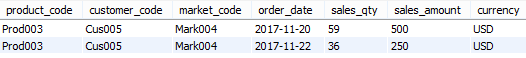 product_code customer_code market_code order_date sales_qty sales_amount currency
Prod003 Cus005 Mark004 2017-11-20 59 500 USD
Prod003 Cus005 Mark004 2017-11-22 36 250 USD